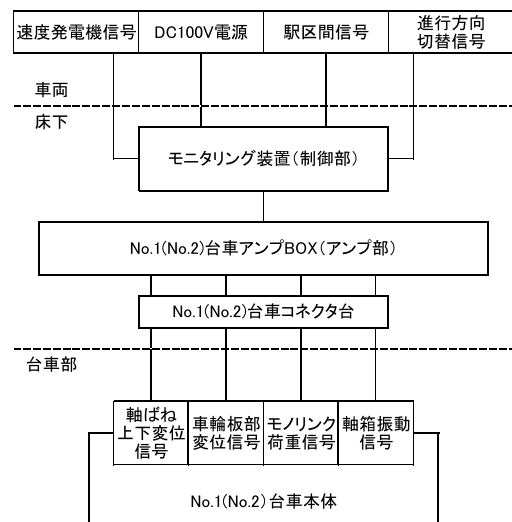 速度発電機信号
DC100V電源
駅区間信号
進行方向
切替信号
車両
床下
モニタリング装置(制御部)
No.1(No.2)台車アンプBOX(アンプ部)
No.1(No.2)台車コネクタ台
台車部
軸ばね
上下変位
信号
車輪板部
変位信号
モノリンク
荷重信号
軸箱振動
信号
No.1(No.2)台車本体